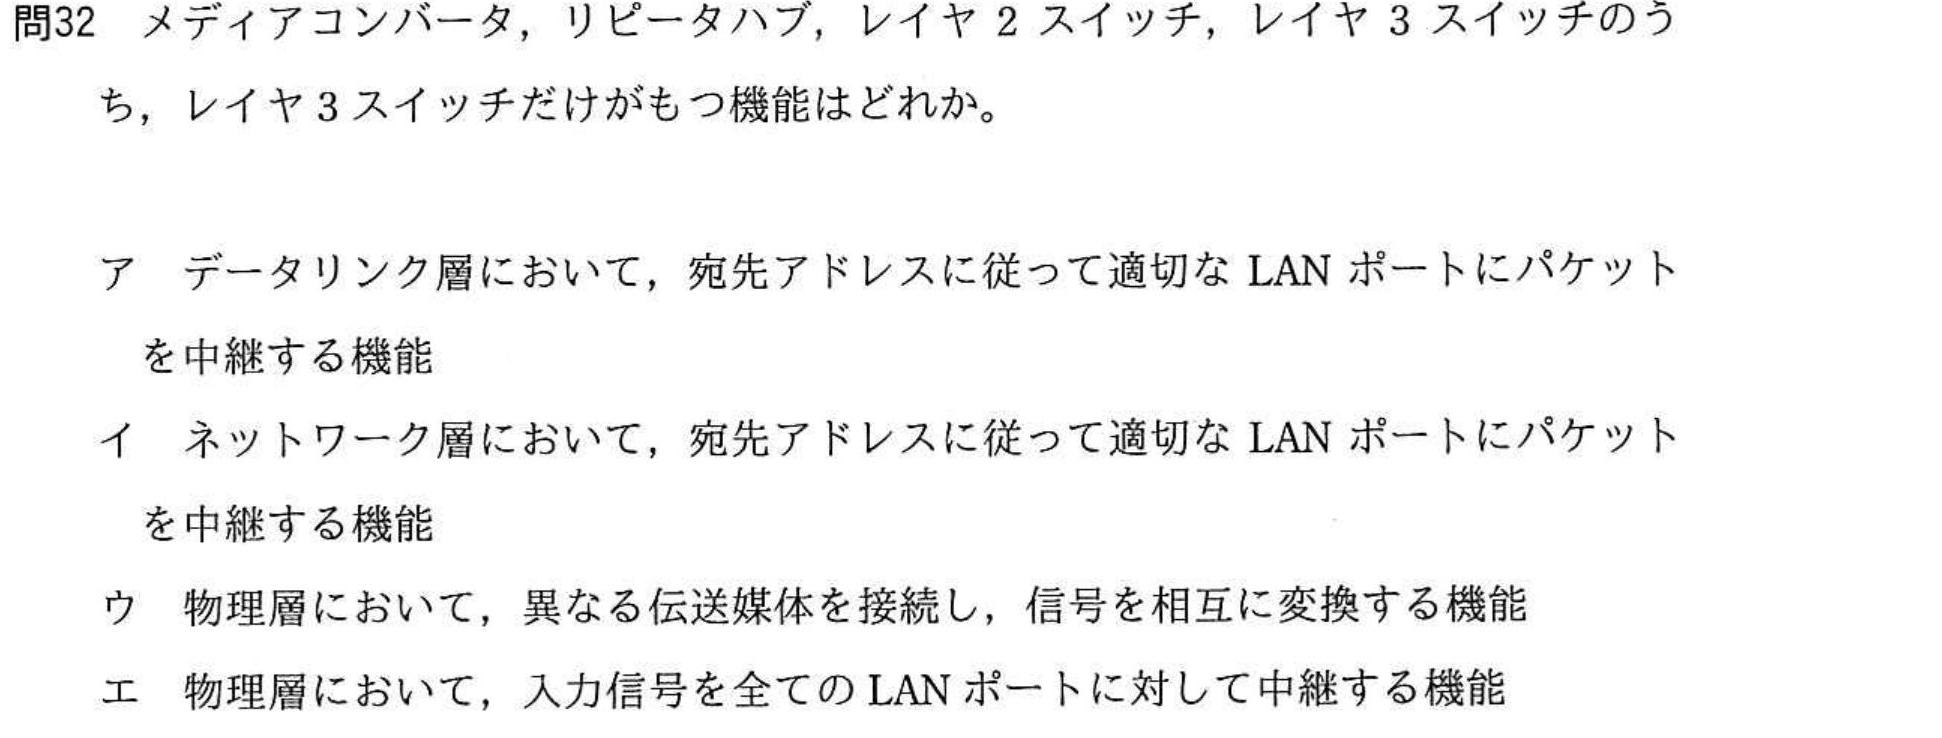 問32 メディアコンバータ，リピータハブ，レイヤ 2 スイッチ，レイヤ 3 スイッチのう
ち，レイヤ 3 スイッチだけがもつ機能はどれか。
ア データリンク層において，宛先アドレスに従って適切な LAN ポートにパケット
を中継する機能
イ ネットワーク層において，宛先アドレスに従って適切な LAN ポートにパケット
を中継する機能
ウ 物理層において，異なる伝送媒体を接続し，信号を相互に変換する機能
エ 物理層において，入力信号を全ての LAN ポートに対して中継する機能